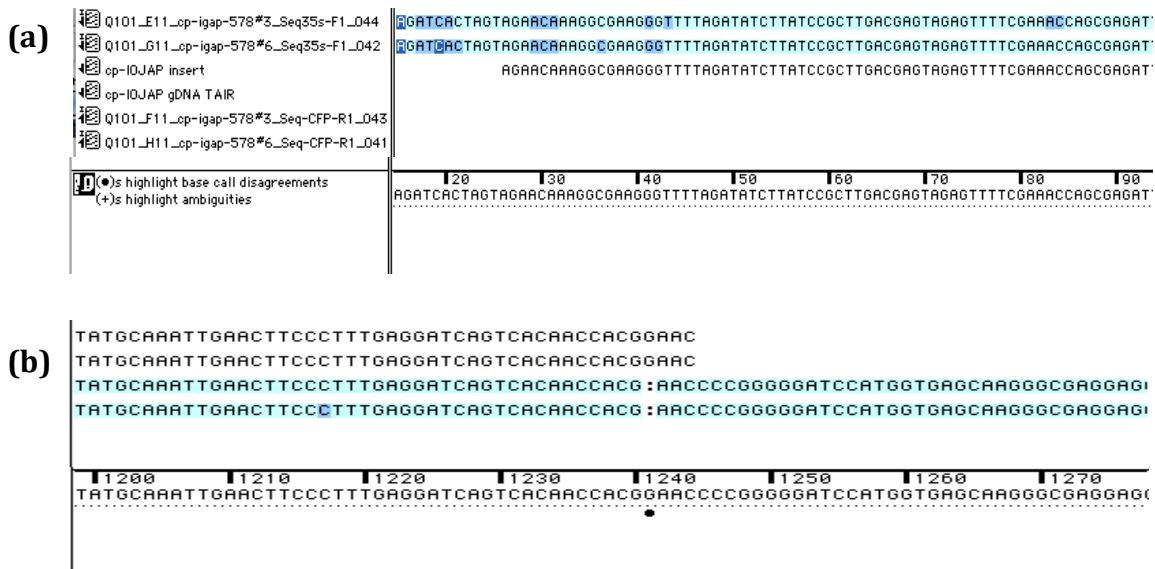 (a)
Q101_E11_cp-igap-578#3_Seq35s-F1_044 AGATCACTAGTAGAACAAAGGCGAAGGGTTTTAGATATCTTATCCGCTTGACGAGTAGAGTTTTCGAAACCAGCGAGAT
Q101_G11_cp-igap-578#6_Seq35s-F1_042 AGATCACTAGTAGAACAAAGGCGAAGGGTTTTAGATATCTTATCCGCTTGACGAGTAGAGTTTTCGAAACCAGCGAGAT
cp-IOJAP insert AGAACAAAGGCGAAGGGTTTTAGATATCTTATCCGCTTGACGAGTAGAGTTTTCGAAACCAGCGAGAT
cp-IOJAP gDNA TAIR
Q101_F11_cp-igap-578#3_Seq-CFP-R1_043
Q101_H11_cp-igap-578#6_Seq-CFP-R1_041
(•)s highlight base call disagreements
(+)s highlight ambiguities
20 30 40 50 60 70 80 90
AGATCACTAGTAGAACAAAGGCGAAGGGTTTTAGATATCTTATCCGCTTGACGAGTAGAGTTTTCGAAACCAGCGAGAT
(b)
TATGCAAATTGAACTTCCCTTTGAGGATCAGTCACAACCACGGAAC
TATGCAAATTGAACTTCCCTTTGAGGATCAGTCACAACCACGGAAC
TATGCAAATTGAACTTCCCTTTGAGGATCAGTCACAACCACG:AACCCCGGGGGATCCATGGTGAGCAAGGGCGAGGAG
TATGCAAATTGAACTTCCCTTTGAGGATCAGTCACAACCACG:AACCCCGGGGGATCCATGGTGAGCAAGGGCGAGGAG
1200 1210 1220 1230 1240 1250 1260 1270
TATGCAAATTGAACTTCCCTTTGAGGATCAGTCACAACCACGGAACCCCGGGGGATCCATGGTGAGCAAGGGCGAGGAG